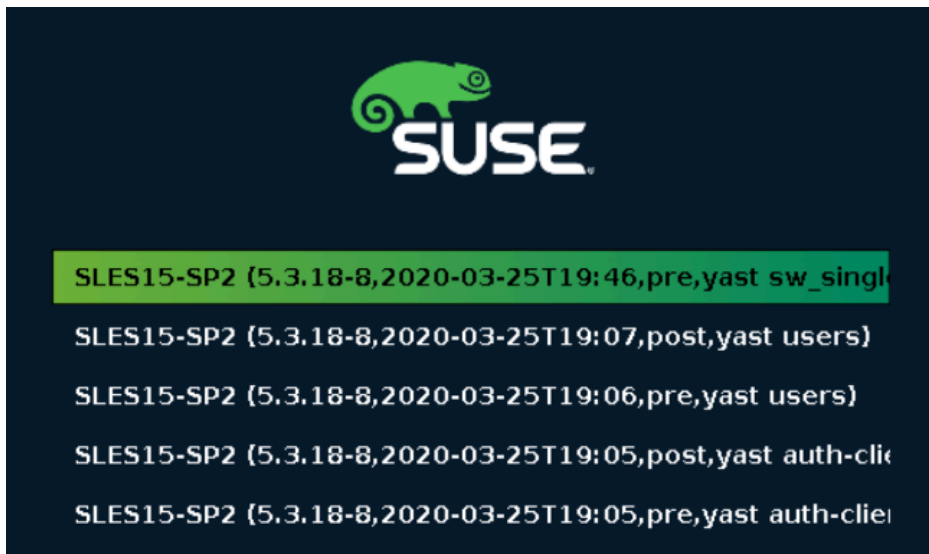 SUSE
SLES15-SP2 (5.3.18-8,2020-03-25T19:46,pre,yast sw_single
SLES15-SP2 (5.3.18-8,2020-03-25T19:07,post,yast users)
SLES15-SP2 (5.3.18-8,2020-03-25T19:06,pre,yast users)
SLES15-SP2 (5.3.18-8,2020-03-25T19:05,post,yast auth-clie
SLES15-SP2 (5.3.18-8,2020-03-25T19:05,pre,yast auth-clie